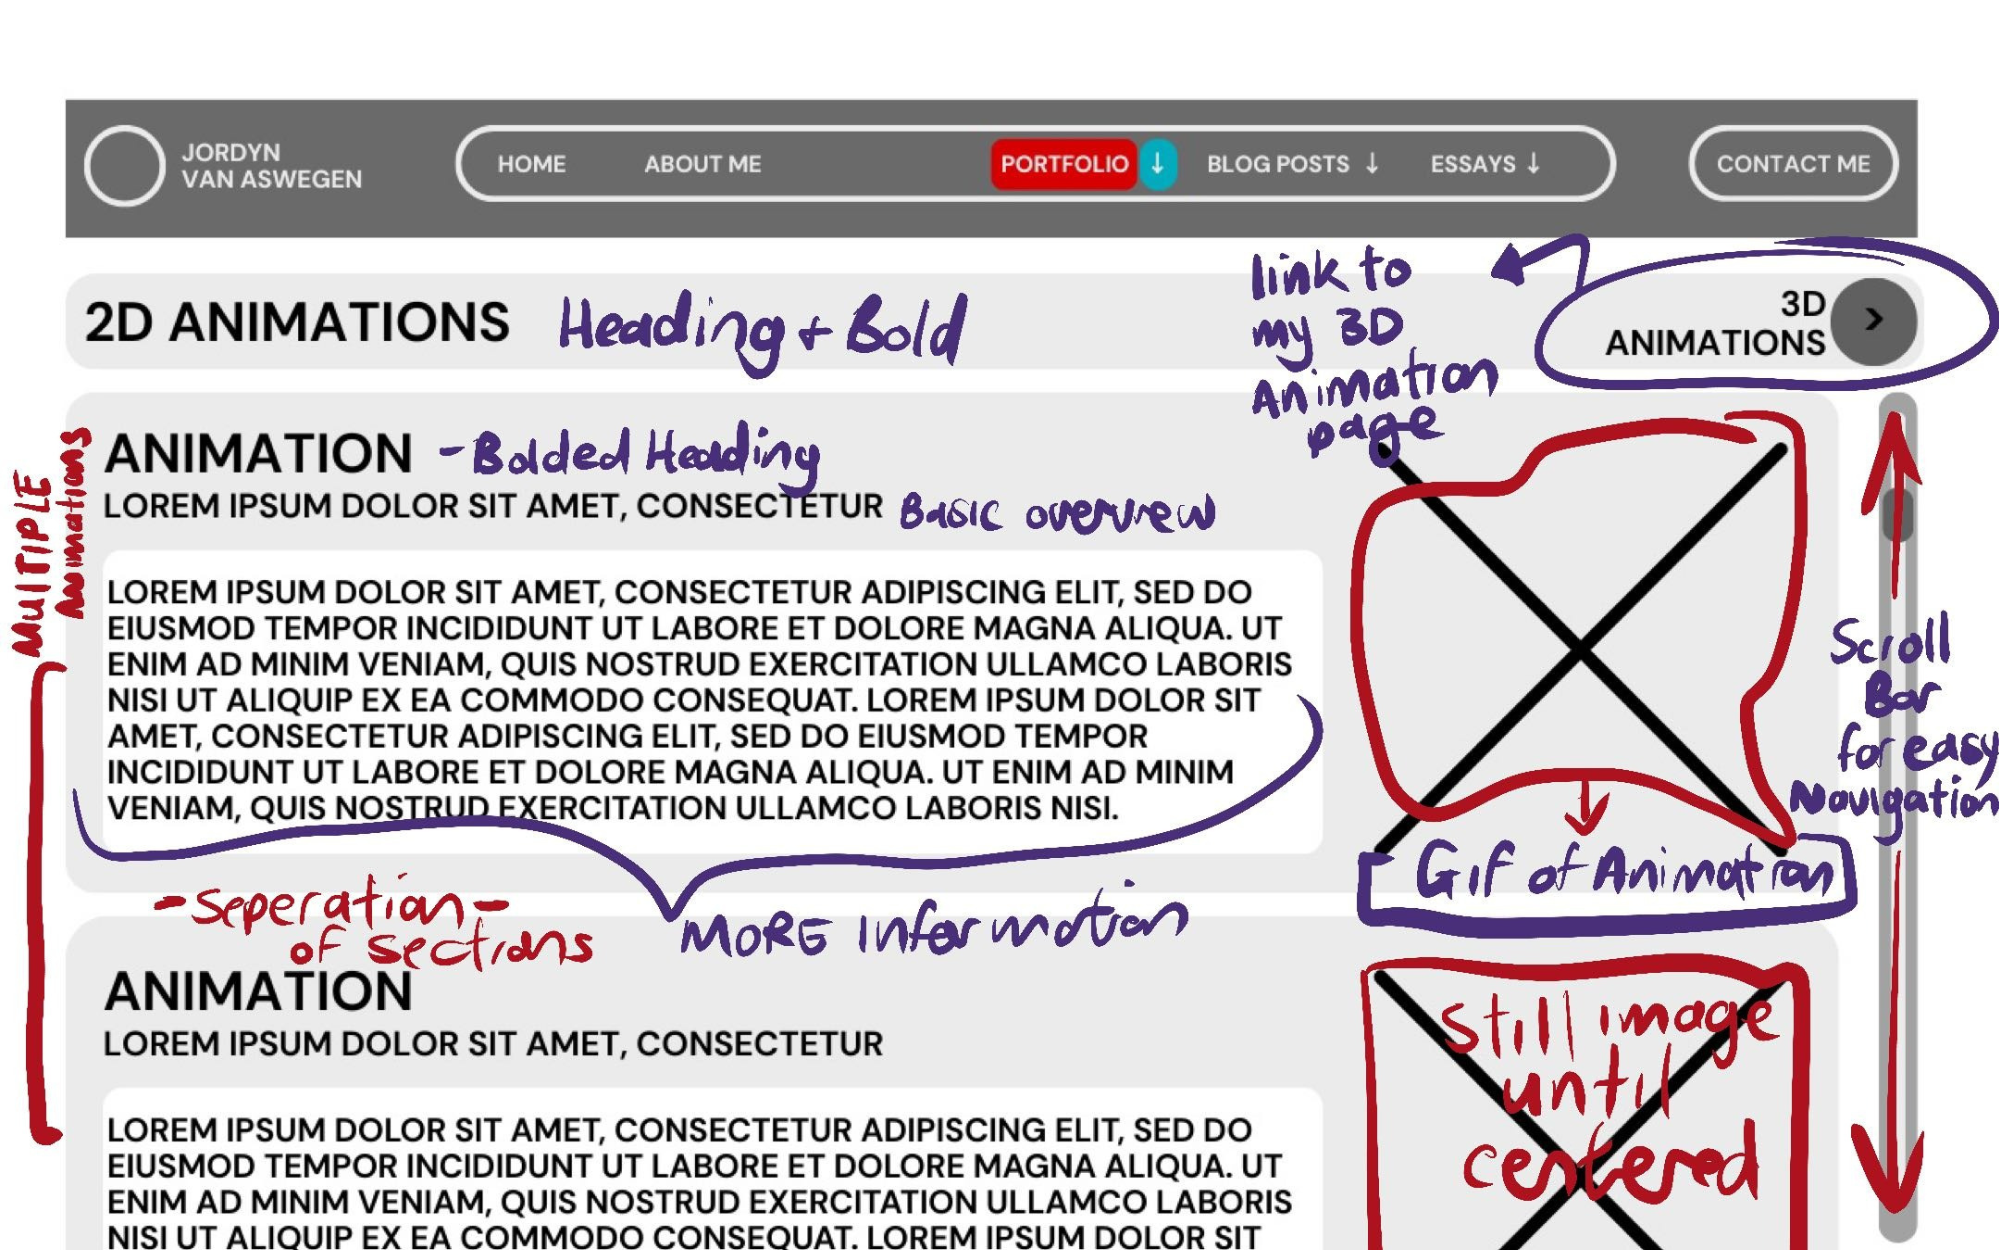 JORDYN
VAN ASWEGEN
HOME
ABOUT ME
PORTFOLIO ↓
BLOG POSTS ↓
ESSAYS ↓
CONTACT ME
2D ANIMATIONS
Heading + Bold
link to
my 3D
Animation
page
3D
ANIMATIONS
>
MULTIPLE
Animations
ANIMATION
- Bolded Heading
LOREM IPSUM DOLOR SIT AMET, CONSECTETUR
Basic overview
LOREM IPSUM DOLOR SIT AMET, CONSECTETUR ADIPISCING ELIT, SED DO
EIUSMOD TEMPOR INCIDIDUNT UT LABORE ET DOLORE MAGNA ALIQUA. UT
ENIM AD MINIM VENIAM, QUIS NOSTRUD EXERCITATION ULLAMCO LABORIS
NISI UT ALIQUIP EX EA COMMODO CONSEQUAT. LOREM IPSUM DOLOR SIT
AMET, CONSECTETUR ADIPISCING ELIT, SED DO EIUSMOD TEMPOR
INCIDIDUNT UT LABORE ET DOLORE MAGNA ALIQUA. UT ENIM AD MINIM
VENIAM, QUIS NOSTRUD EXERCITATION ULLAMCO LABORIS NISI.
Scroll
Bar
for easy
Navigation
Gif of Animation
- Seperation -
of sections
MORE Information
ANIMATION
LOREM IPSUM DOLOR SIT AMET, CONSECTETUR
LOREM IPSUM DOLOR SIT AMET, CONSECTETUR ADIPISCING ELIT, SED DO
EIUSMOD TEMPOR INCIDIDUNT UT LABORE ET DOLORE MAGNA ALIQUA. UT
ENIM AD MINIM VENIAM, QUIS NOSTRUD EXERCITATION ULLAMCO LABORIS
NISI UT ALIQUIP EX EA COMMODO CONSEQUAT. LOREM IPSUM DOLOR SIT
Still image
until
centered